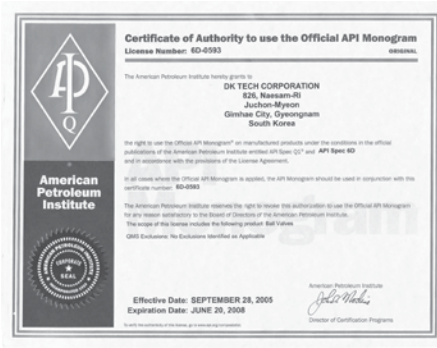 Certificate of Authority to use the Official API Monogram
License Number: 6D-0593
ORIGINAL
The American Petroleum Institute hereby grants to
DK TECH CORPORATION
826, Naesam-Ri
Juchon-Myeon
Gimhae City, Gyeongnam
South Korea
the right to use the Official API Monogram® on manufactured products under the conditions in the official
publications of the American Petroleum Institute entitled API Spec Q1® and API Spec 6D
and in accordance with the provisions of the License Agreement.
In all cases where the Official API Monogram is applied, the API Monogram should be used in conjunction with this
certificate number: 6D-0593
The American Petroleum Institute reserves the right to revoke this authorization to use the Official API Monogram
for any reason satisfactory to the Board of Directors of the American Petroleum Institute.
The scope of this license includes the following product: Ball Valves
QMS Exclusions: No Exclusions Identified as Applicable
API
Q
American
Petroleum
Institute
CORPORATE
SEAL
Effective Date: SEPTEMBER 28, 2005
Expiration Date: JUNE 20, 2008
American Petroleum Institute
Director of Certification Programs